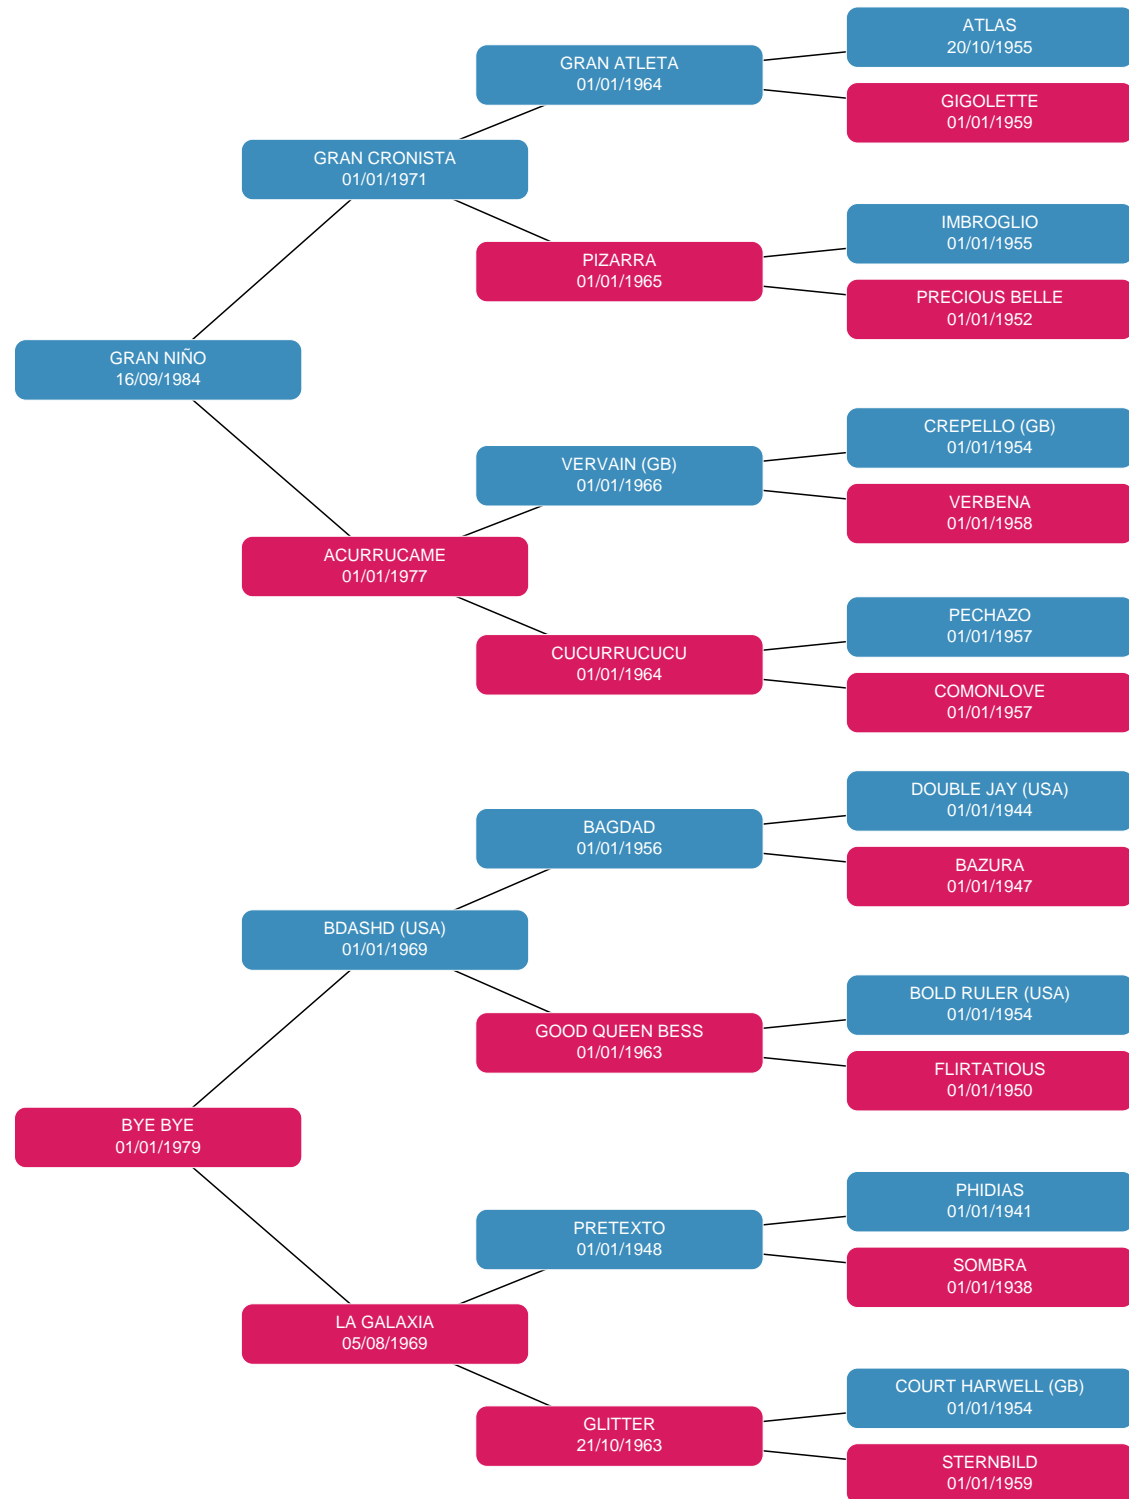 ATLAS
20/10/1955
GRAN ATLETA
01/01/1964
GIGOLETTE
01/01/1959
GRAN CRONISTA
01/01/1971
IMBROGLIO
01/01/1955
PIZARRA
01/01/1965
PRECIOUS BELLE
01/01/1952
GRAN NIÑO
16/09/1984
CREPELLO (GB)
01/01/1954
VERVAIN (GB)
01/01/1966
VERBENA
01/01/1958
ACURRUCAME
01/01/1977
PECHAZO
01/01/1957
CUCURRUCUCU
01/01/1964
COMONLOVE
01/01/1957
DOUBLE JAY (USA)
01/01/1944
BAGDAD
01/01/1956
BAZURA
01/01/1947
BDASHD (USA)
01/01/1969
BOLD RULER (USA)
01/01/1954
GOOD QUEEN BESS
01/01/1963
FLIRTATIOUS
01/01/1950
BYE BYE
01/01/1979
PHIDIAS
01/01/1941
PRETEXTO
01/01/1948
SOMBRA
01/01/1938
LA GALAXIA
05/08/1969
COURT HARWELL (GB)
01/01/1954
GLITTER
21/10/1963
STERNBILD
01/01/1959